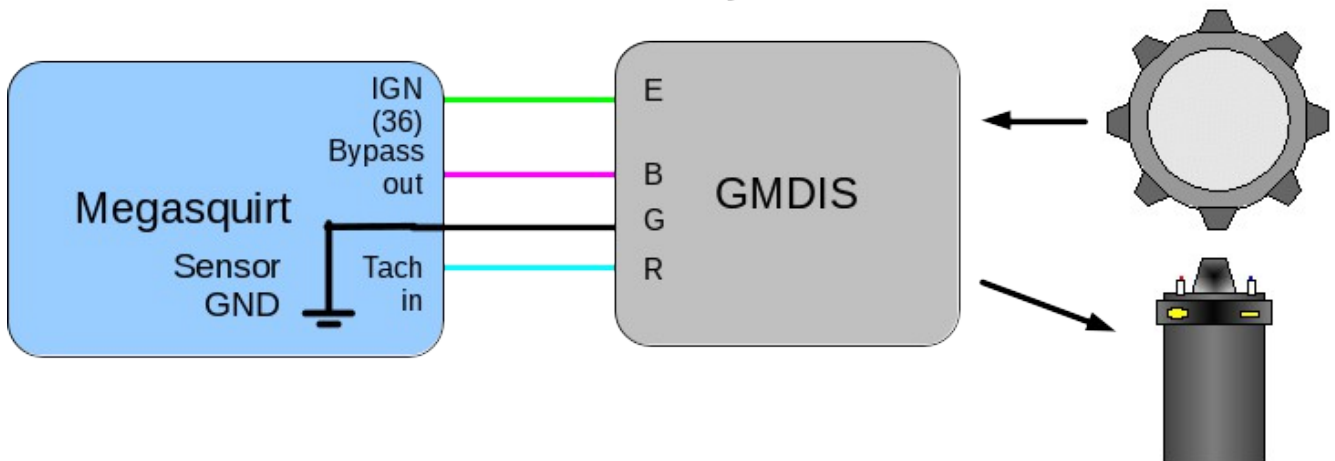 IGN
(36)
Bypass
out
Megasquirt
Sensor
GND
Tach
in
E
B
G
R
GMDIS